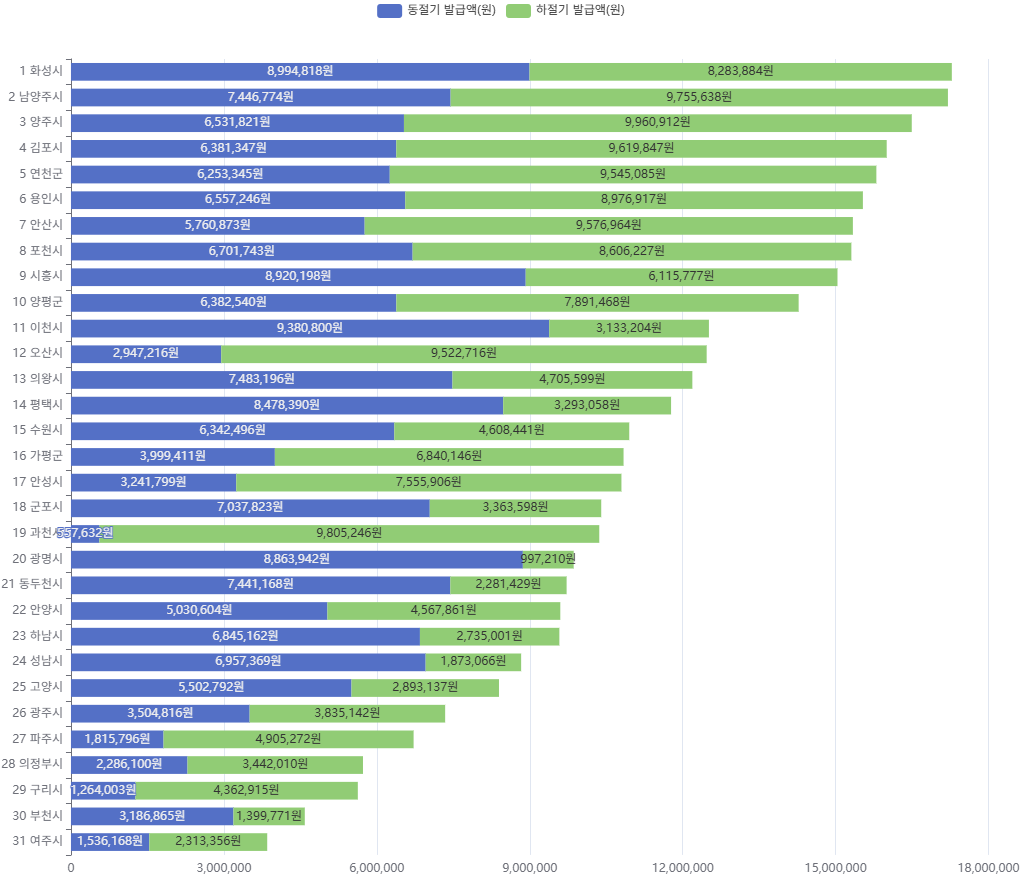 동절기 발급액(원) 하절기 발급액(원)
1 화성시 8,994,818원 8,283,884원
2 남양주시 7,446,774원 9,755,638원
3 양주시 6,531,821원 9,960,912원
4 김포시 6,381,347원 9,619,847원
5 연천군 6,253,345원 9,545,085원
6 용인시 6,557,246원 8,976,917원
7 안산시 5,760,873원 9,576,964원
8 포천시 6,701,743원 8,606,227원
9 시흥시 8,920,198원 6,115,777원
10 양평군 6,382,540원 7,891,468원
11 이천시 9,380,800원 3,133,204원
12 오산시 2,947,216원 9,522,716원
13 의왕시 7,483,196원 4,705,599원
14 평택시 8,478,390원 3,293,058원
15 수원시 6,342,496원 4,608,441원
16 가평군 3,999,411원 6,840,146원
17 안성시 3,241,799원 7,555,906원
18 군포시 7,037,823원 3,363,598원
19 과천시 557,632원 9,805,246원
20 광명시 8,863,942원 997,210원
21 동두천시 7,441,168원 2,281,429원
22 안양시 5,030,604원 4,567,861원
23 하남시 6,845,162원 2,735,001원
24 성남시 6,957,369원 1,873,066원
25 고양시 5,502,792원 2,893,137원
26 광주시 3,504,816원 3,835,142원
27 파주시 1,815,796원 4,905,272원
28 의정부시 2,286,100원 3,442,010원
29 구리시 1,264,003원 4,362,915원
30 부천시 3,186,865원 1,399,771원
31 여주시 1,536,168원 2,313,356원
0 3,000,000 6,000,000 9,000,000 12,000,000 15,000,000 18,000,000